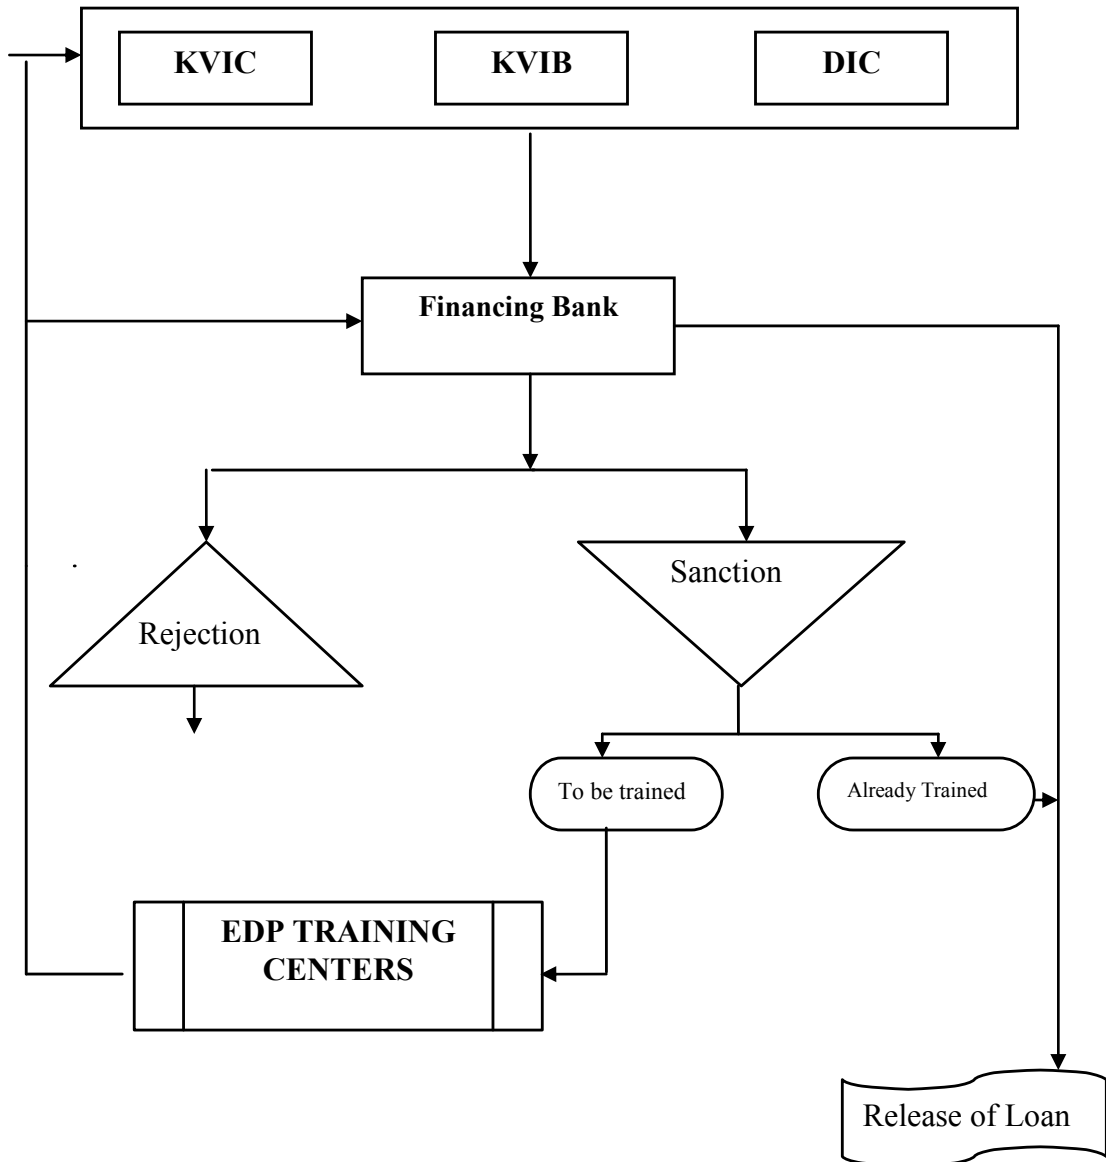 KVIC
KVIB
DIC
Financing Bank
Sanction
Rejection
To be trained
Already Trained
EDP TRAINING
CENTERS
Release of Loan